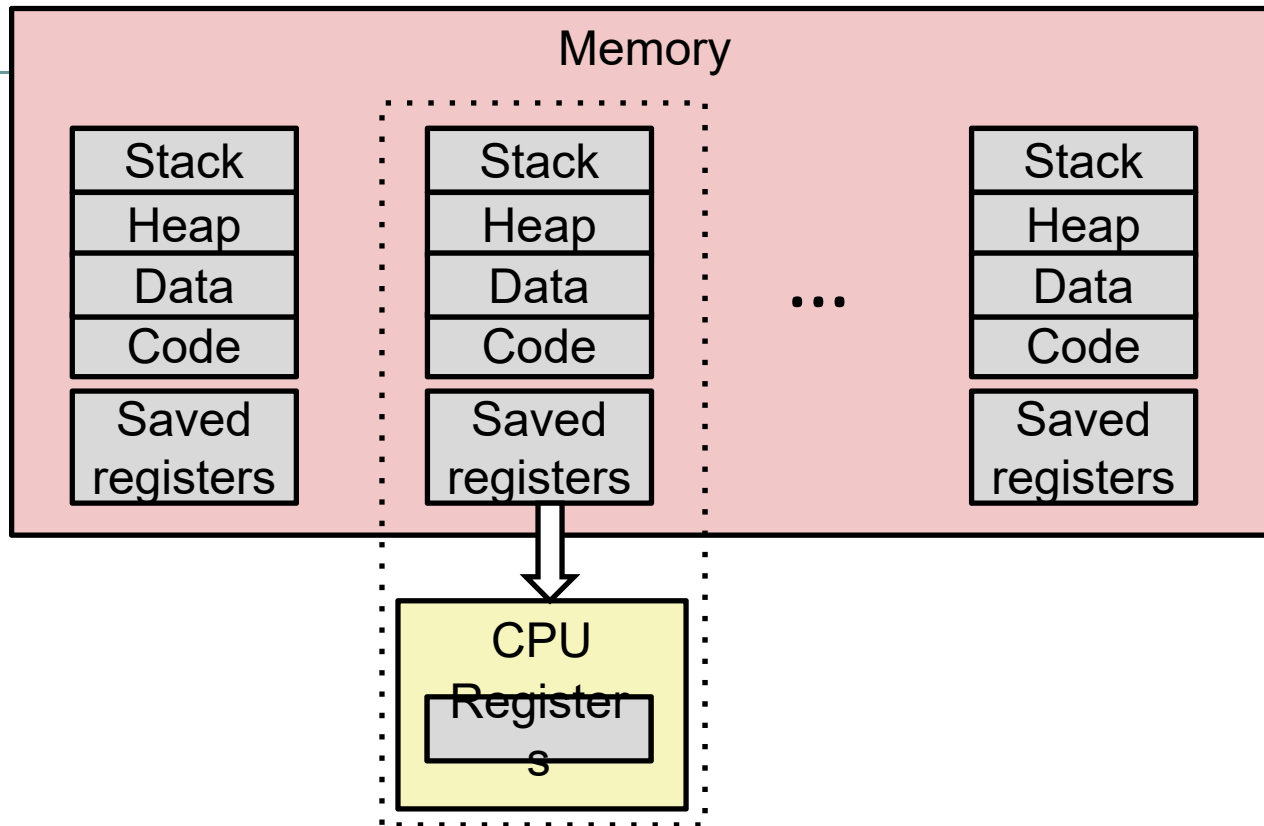 Memory
Stack
Heap
Data
Code
Saved
registers
Stack
Heap
Data
Code
Saved
registers
...
Stack
Heap
Data
Code
Saved
registers
CPU
Register
s